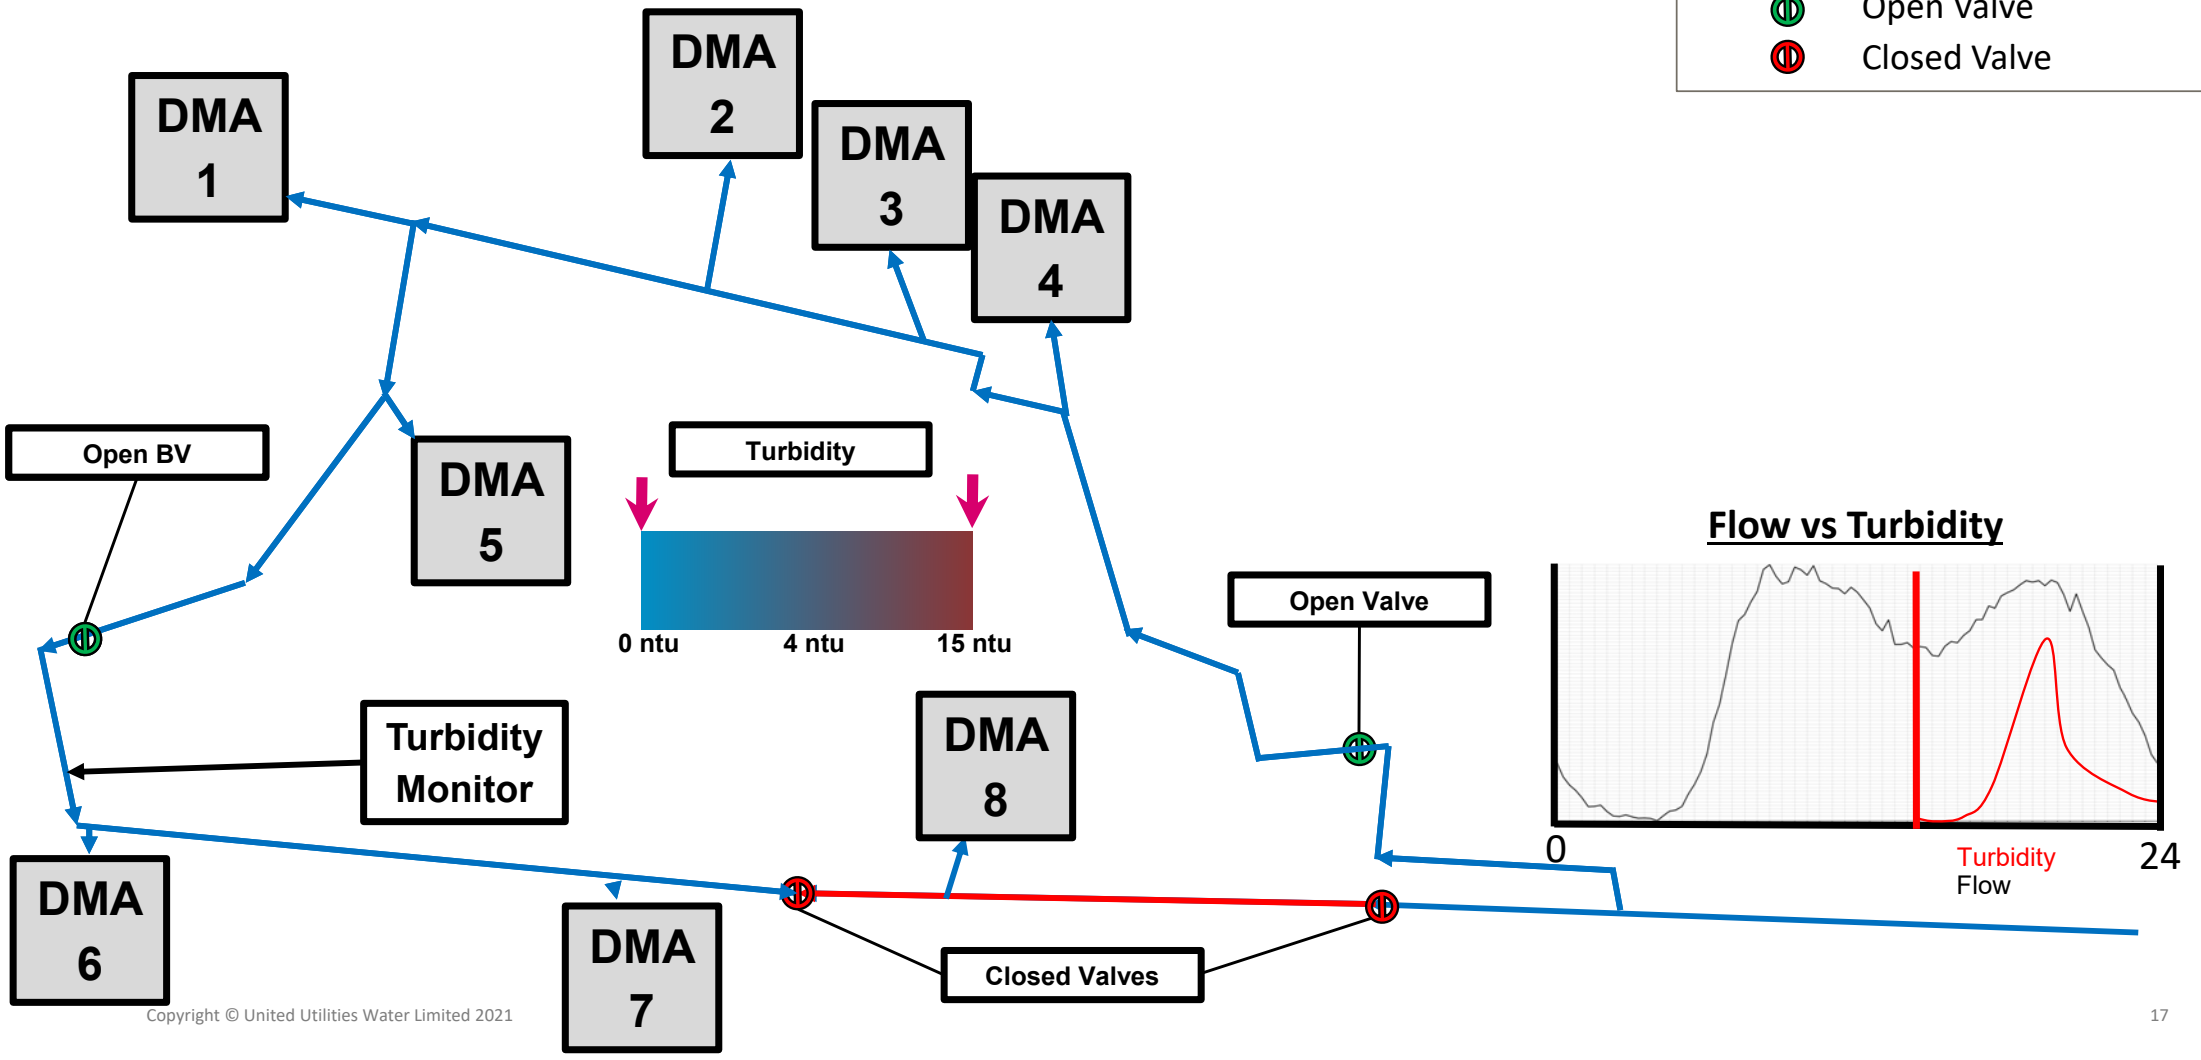 Open Valve
Closed Valve
DMA
1
DMA
2
DMA
3
DMA
4
Open BV
DMA
5
Turbidity
0 ntu
4 ntu
15 ntu
Open Valve
Flow vs Turbidity
0
24
Turbidity
Flow
Turbidity
Monitor
DMA
8
DMA
6
DMA
7
Closed Valves
Copyright © United Utilities Water Limited 2021
17